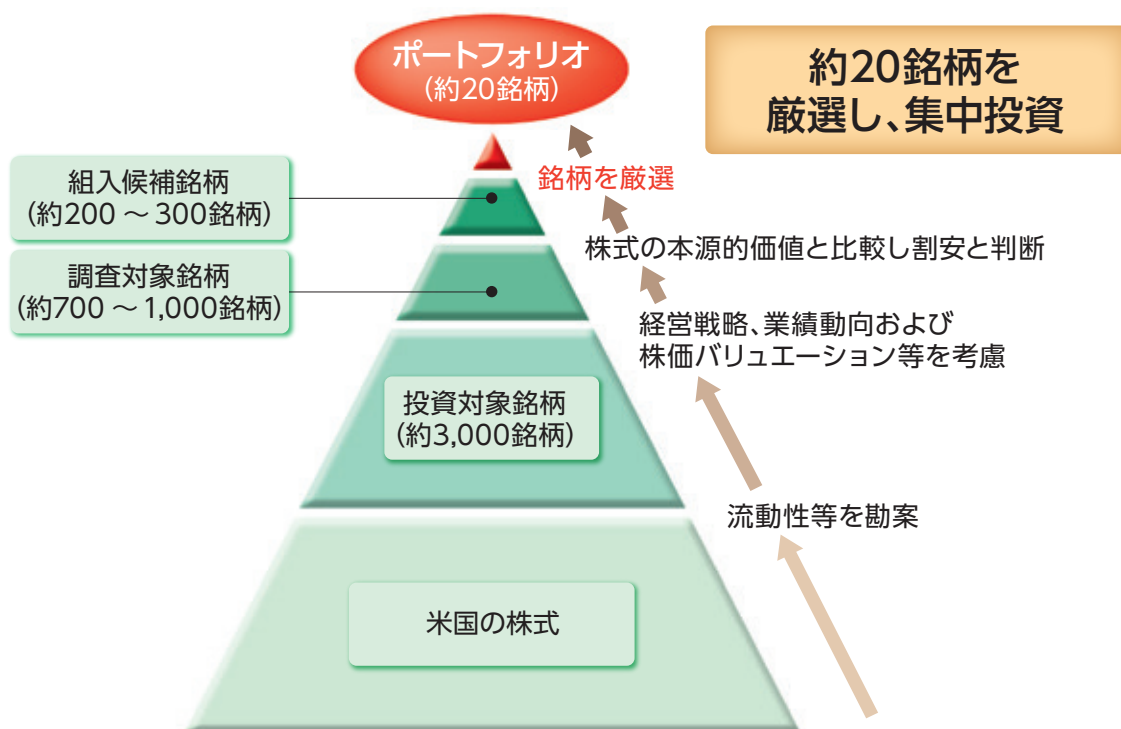 ポートフォリオ
(約20銘柄)
約20銘柄を
厳選し、集中投資
銘柄を厳選
組入候補銘柄
(約200 ～ 300銘柄)
株式の本源的価値と比較し割安と判断
調査対象銘柄
(約700 ～ 1,000銘柄)
経営戦略、業績動向および
株価バリュエーション等を考慮
投資対象銘柄
(約3,000銘柄)
流動性等を勘案
米国の株式